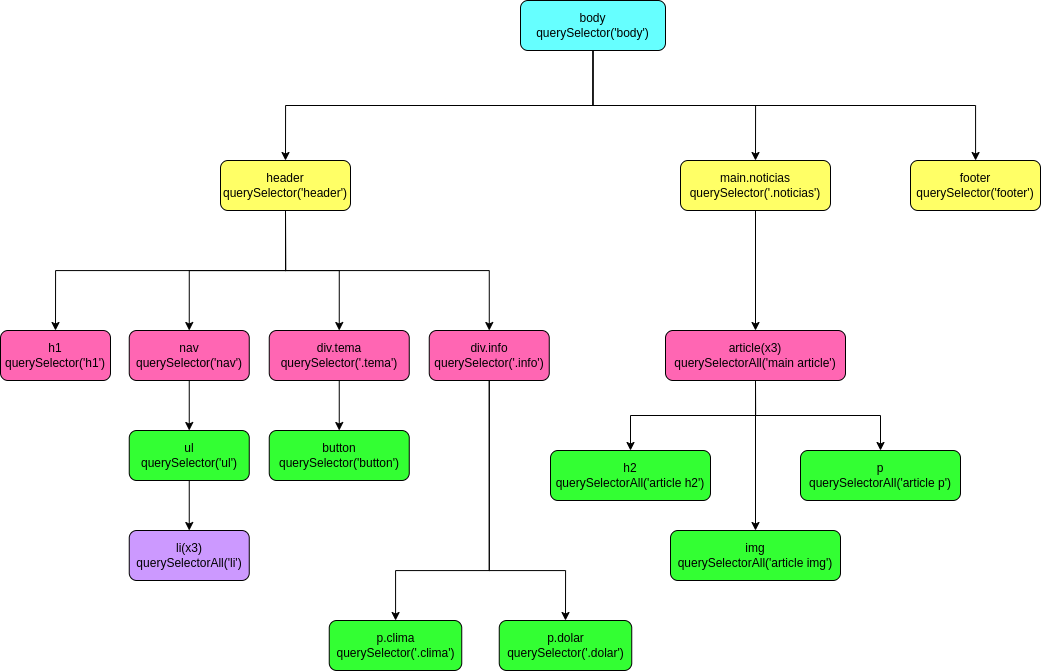 body
querySelector('body')
header
querySelector('header')
main.noticias
querySelector('.noticias')
footer
querySelector('footer')
h1
querySelector('h1')
nav
querySelector('nav')
div.tema
querySelector('.tema')
div.info
querySelector('.info')
article(x3)
querySelectorAll('main article')
ul
querySelector('ul')
button
querySelector('button')
h2
querySelectorAll('article h2')
p
querySelectorAll('article p')
li(x3)
querySelectorAll('li')
img
querySelectorAll('article img')
p.clima
querySelector('.clima')
p.dolar
querySelector('.dolar')